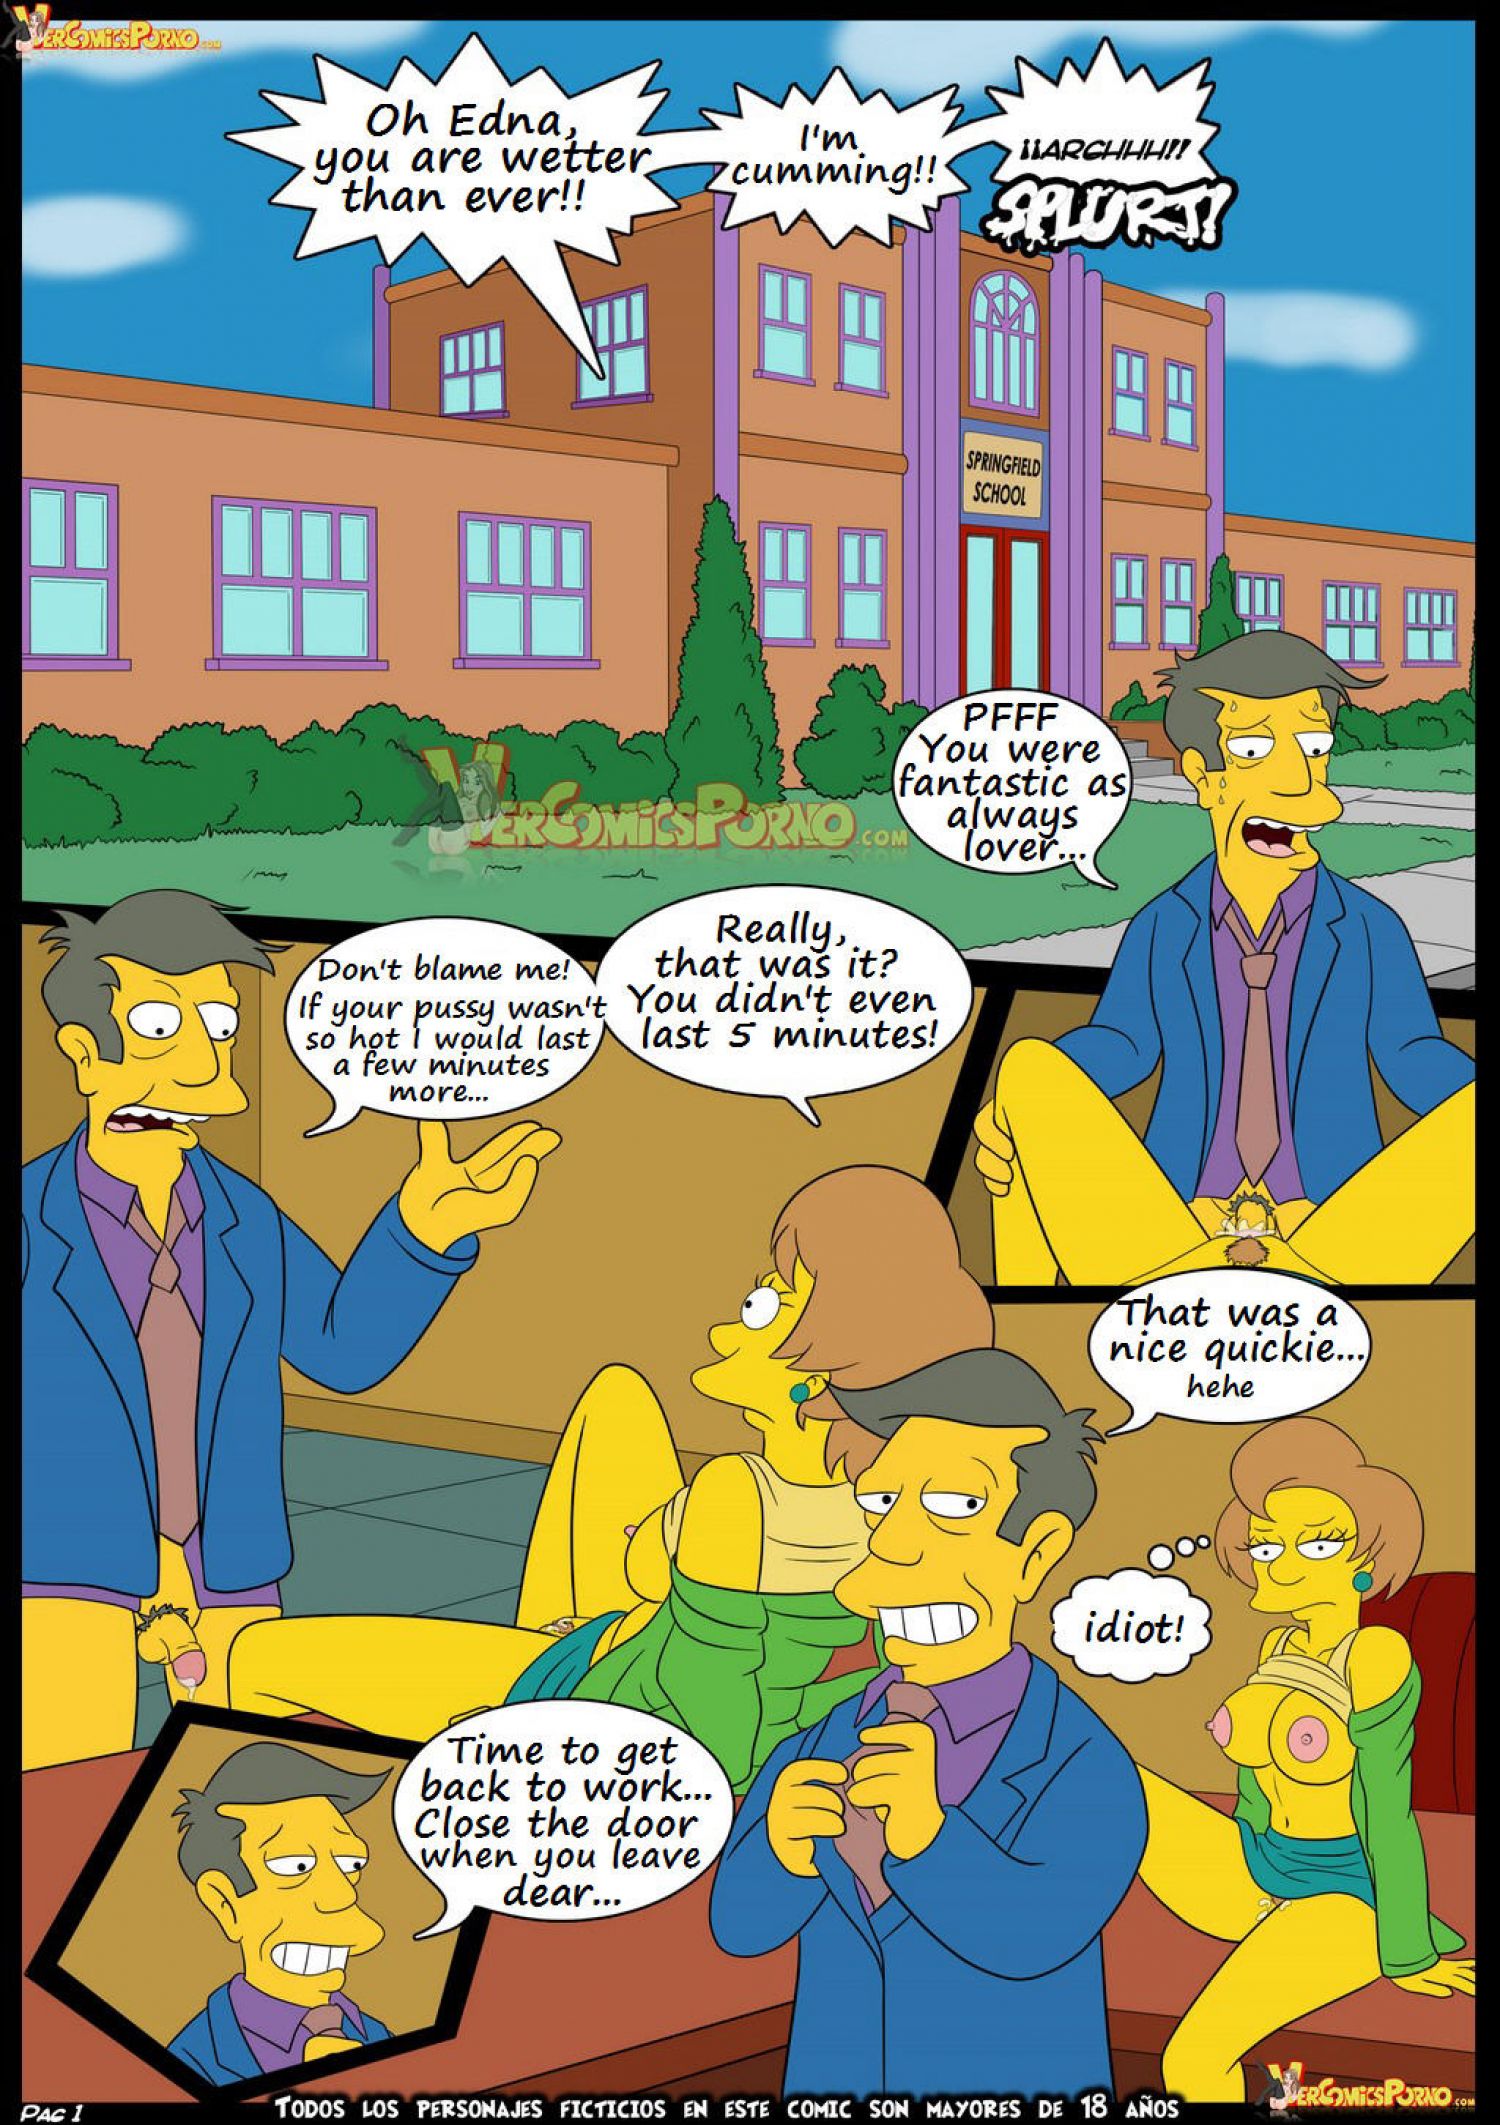 VERCOMICSPORNO.COM
Oh Edna,
you are wetter
than ever!!
I'm
cumming!!
¡¡ARGHHH!!
SPLURT!
SPRINGFIELD
SCHOOL
VERCOMICSPORNO.COM
PFFF
You were
fantastic as
always
lover...
Don't blame me!
If your pussy wasn't
so hot I would last
a few minutes
more...
Really,
that was it?
You didn't even
last 5 minutes!
That was a
nice quickie...
hehe
idiot!
Time to get
back to work...
Close the door
when you leave
dear...
VERCOMICSPORNO.COM
PAG 1
TODOS LOS PERSONAJES FICTICIOS EN ESTE COMIC SON MAYORES DE 18 AÑOS